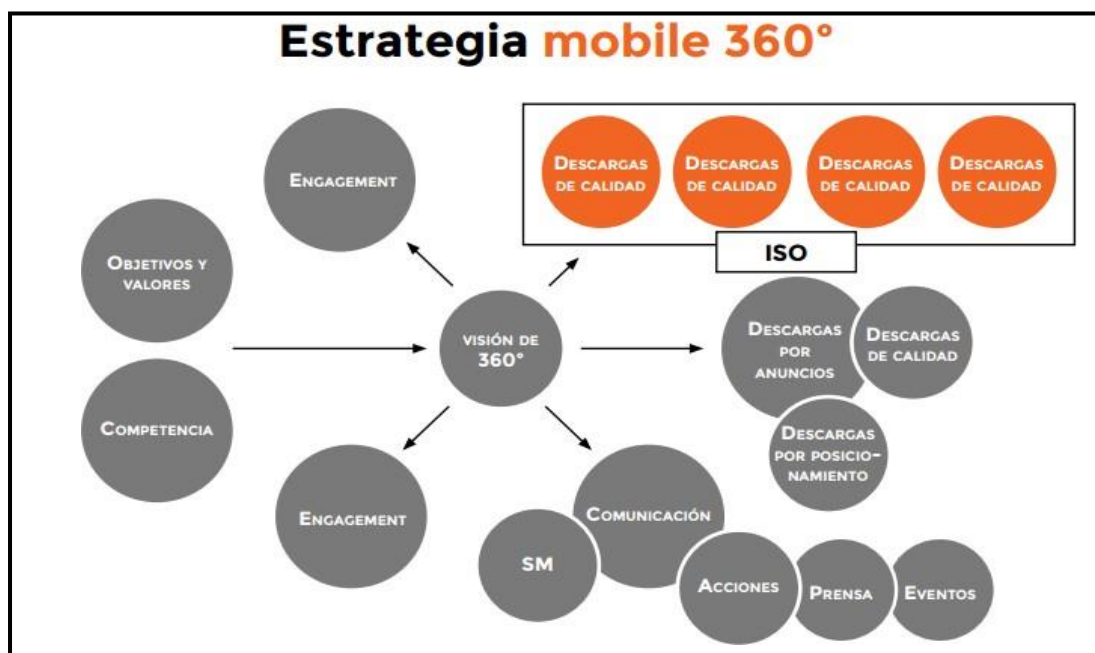 Estrategia mobile 360°
ENGAGEMENT
DESCARGAS
DE CALIDAD
DESCARGAS
DE CALIDAD
DESCARGAS
DE CALIDAD
DESCARGAS
DE CALIDAD
ISO
OBJETIVOS Y
VALORES
COMPETENCIA
VISIÓN DE
360°
DESCARGAS
POR
ANUNCIOS
DESCARGAS
DE CALIDAD
DESCARGAS
POR POSICIO-
NAMIENTO
ENGAGEMENT
COMUNICACIÓN
SM
ACCIONES
PRENSA
EVENTOS